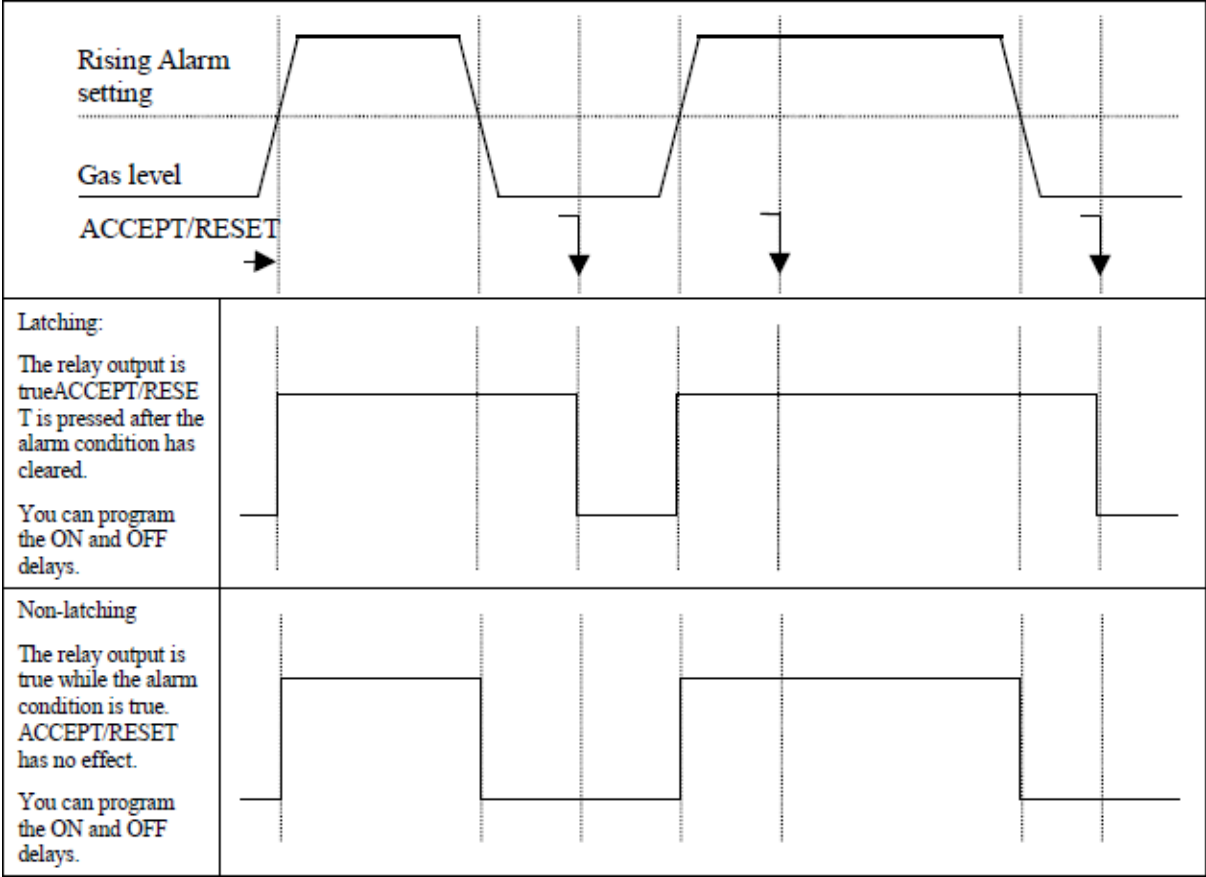 Rising Alarm
setting
Gas level
ACCEPT/RESET
Latching:
The relay output is
trueACCEPT/RESE
T is pressed after the
alarm condition has
cleared.
You can program
the ON and OFF
delays.
Non-latching
The relay output is
true while the alarm
condition is true.
ACCEPT/RESET
has no effect.
You can program
the ON and OFF
delays.